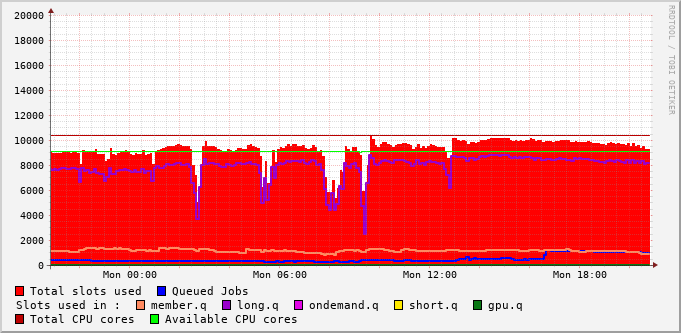 20000
18000
16000
14000
12000
10000
8000
6000
4000
2000
0
Mon 00:00 Mon 06:00 Mon 12:00 Mon 18:00
RRDTOOL / TOBI OETIKER
Total slots used Queued Jobs
Slots used in : member.q long.q ondemand.q short.q gpu.q
Total CPU cores Available CPU cores